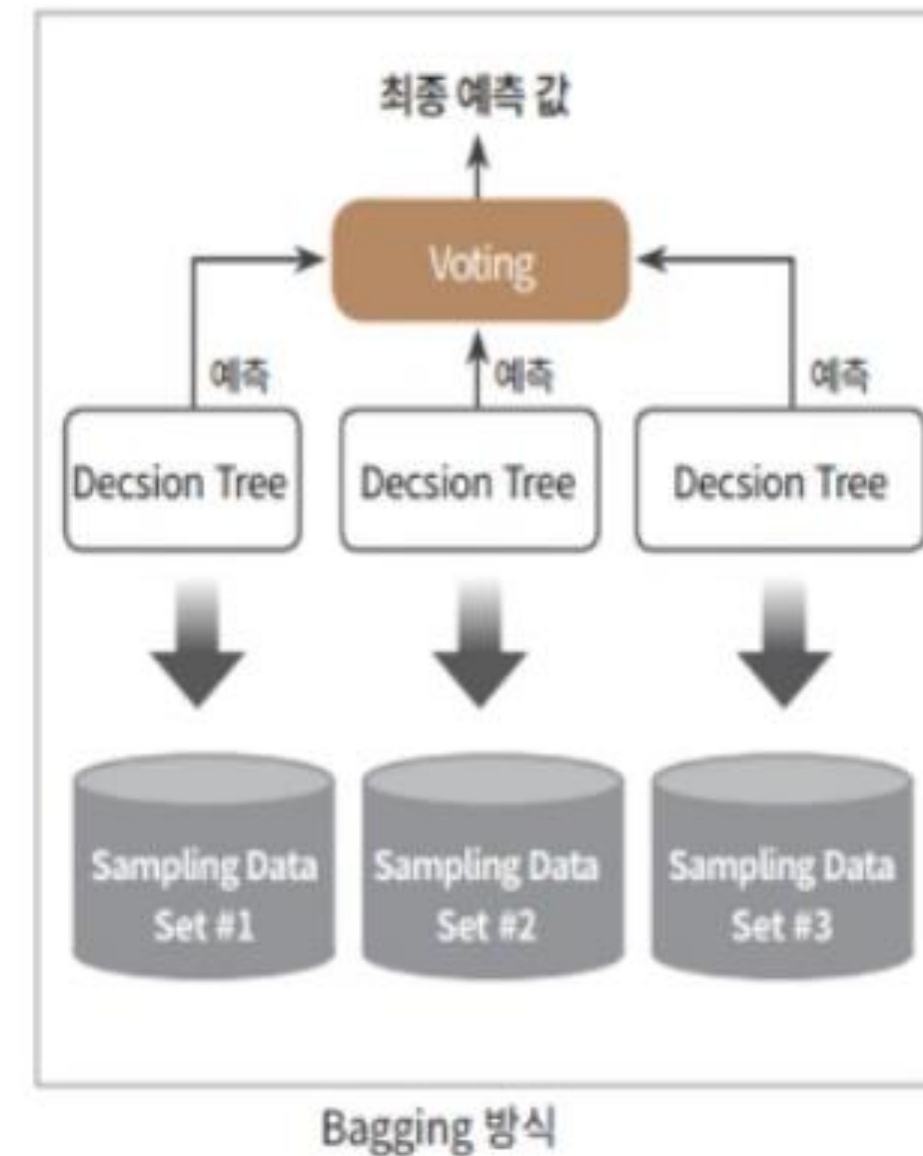 최종 예측 값
Voting
예측 예측 예측
Decsion Tree Decsion Tree Decsion Tree
Sampling Data Sampling Data Sampling Data
Set #1 Set #2 Set #3
Bagging 방식